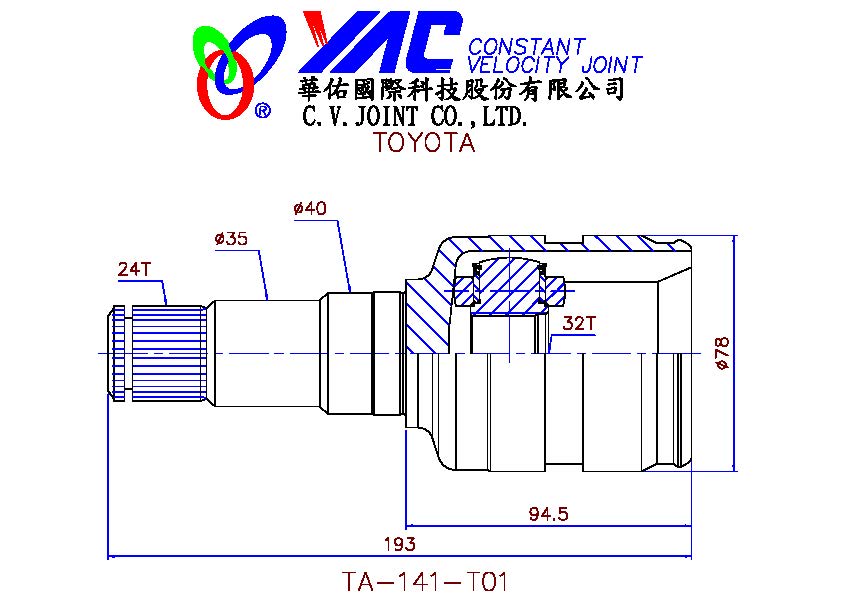 YAC CONSTANT
VELOCITY JOINT
®
華佑國際科技股份有限公司
C.V.JOINT CO.,LTD.
TOYOTA
ø40
ø35
24T
32T
ø78
94.5
193
TA-141-T01